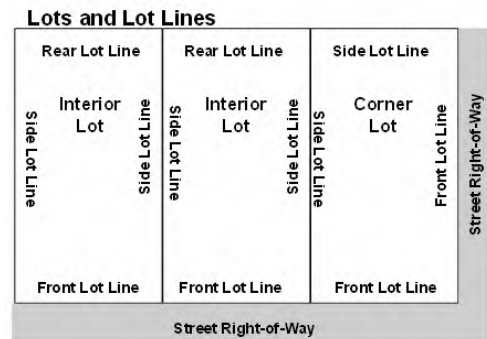 Lots and Lot Lines
Rear Lot Line
Rear Lot Line
Side Lot Line
Interior
Lot
Interior
Lot
Corner
Lot
Side Lot Line
Side Lot Line
Side Lot Line
Side Lot Line
Side Lot Line
Front Lot Line
Street Right-of-Way
Front Lot Line
Front Lot Line
Front Lot Line
Street Right-of-Way